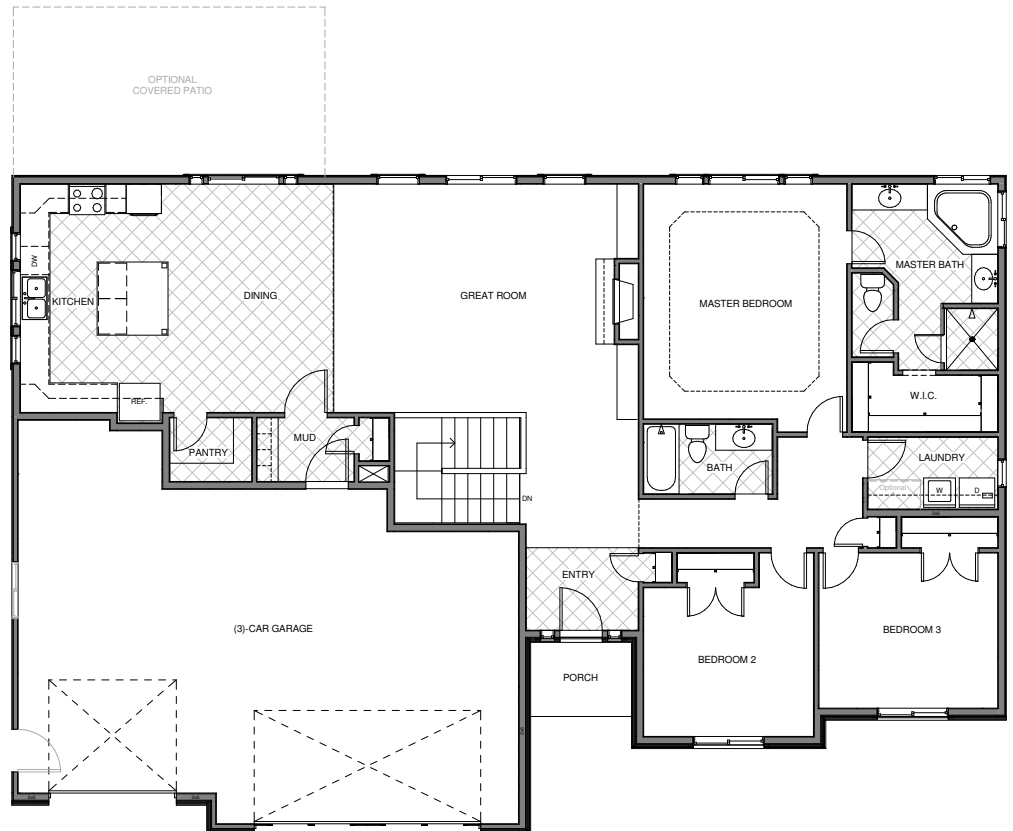 OPTIONAL
COVERED PATIO
DW
KITCHEN
DINING
GREAT ROOM
MASTER BEDROOM
MASTER BATH
W.I.C.
REF.
PANTRY
MUD
BATH
LAUNDRY
Optional
W
D
DN
ENTRY
(3)-CAR GARAGE
PORCH
BEDROOM 2
BEDROOM 3